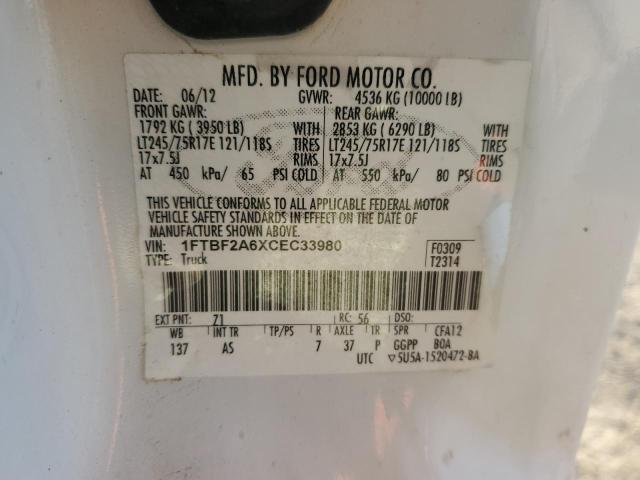 MFD. BY FORD MOTOR CO.
DATE: 06/12 GVWR: 4536 KG (10000 LB)
FRONT GAWR: REAR GAWR:
1792 KG ( 3950 LB) WITH 2853 KG ( 6290 LB) WITH
LT245/75R17E 121/118S TIRES LT245/75R17E 121/118S TIRES
17x7.5J RIMS 17x7.5J RIMS
AT 450 kPa/ 65 PSI COLD AT 550 kPa/ 80 PSI COLD
THIS VEHICLE CONFORMS TO ALL APPLICABLE FEDERAL MOTOR
VEHICLE SAFETY STANDARDS IN EFFECT ON THE DATE OF
MANUFACTURE SHOWN ABOVE.
VIN: 1FTBF2A6XCEC33980 F0309
TYPE: Truck T2314
EXT PNT: 71 RC: 56 DSO:
WB INT TR TP/PS R AXLE TR SPR CFA12
137 AS 7 37 P GGPP BOA
UTC ▽5U5A-1520472-BA